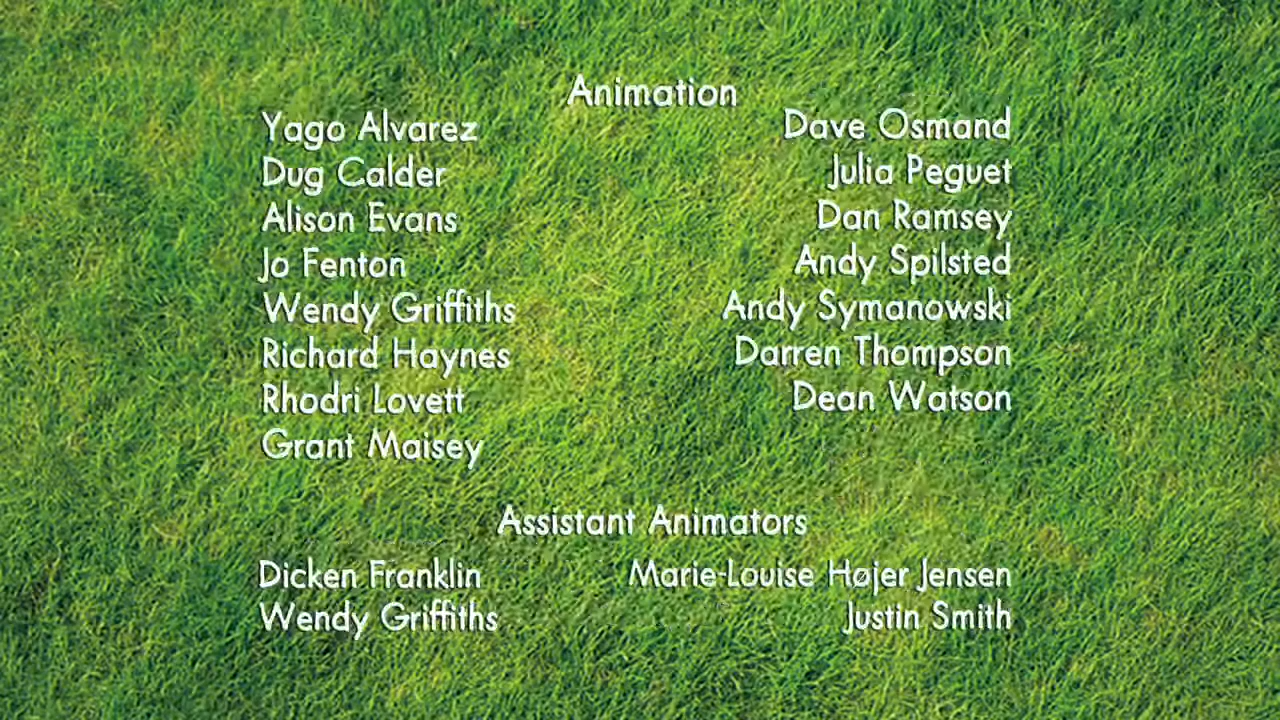 Animation
Yago Alvarez
Dug Calder
Alison Evans
Jo Fenton
Wendy Griffiths
Richard Haynes
Rhodri Lovett
Grant Maisey
Dave Osmand
Julia Peguet
Dan Ramsey
Andy Spilsted
Andy Symanowski
Darren Thompson
Dean Watson
Assistant Animators
Dicken Franklin
Wendy Griffiths
Marie-Louise Højer Jensen
Justin Smith